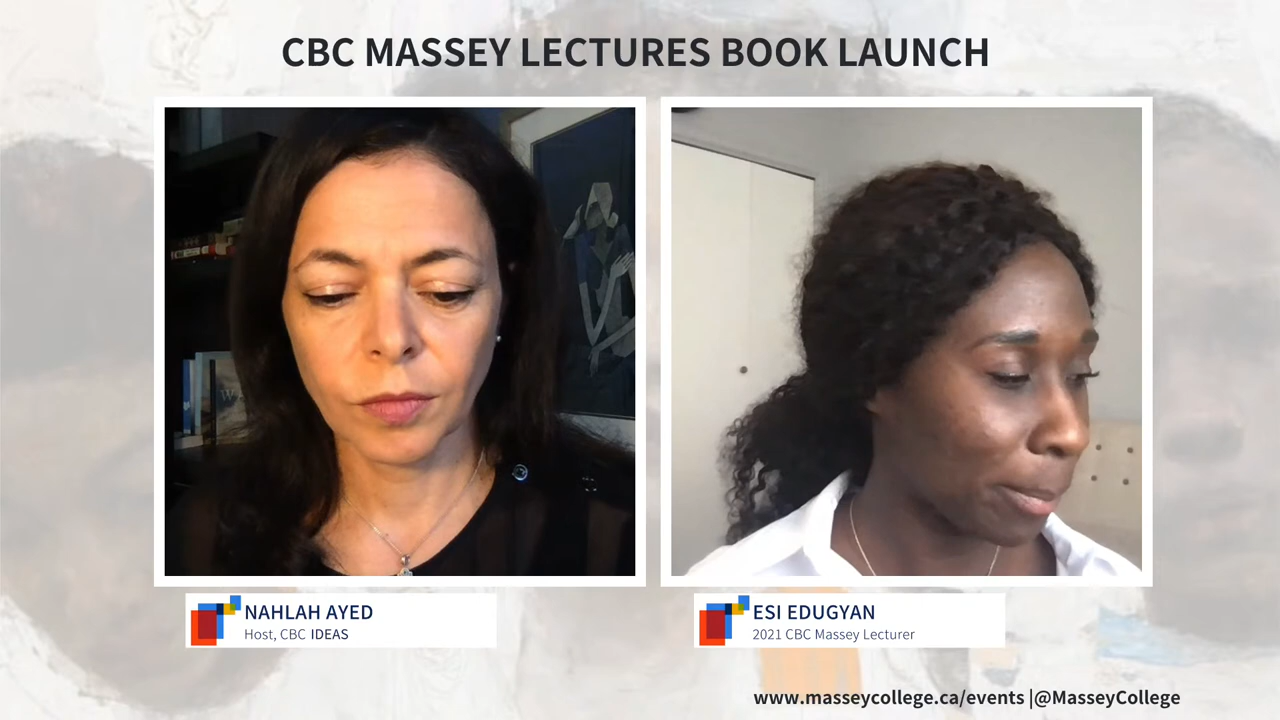 CBC MASSEY LECTURES BOOK LAUNCH
NAHLAH AYED
Host, CBC IDEAS
ESI EDUGYAN
2021 CBC Massey Lecturer
www.masseycollege.ca/events |@MasseyCollege